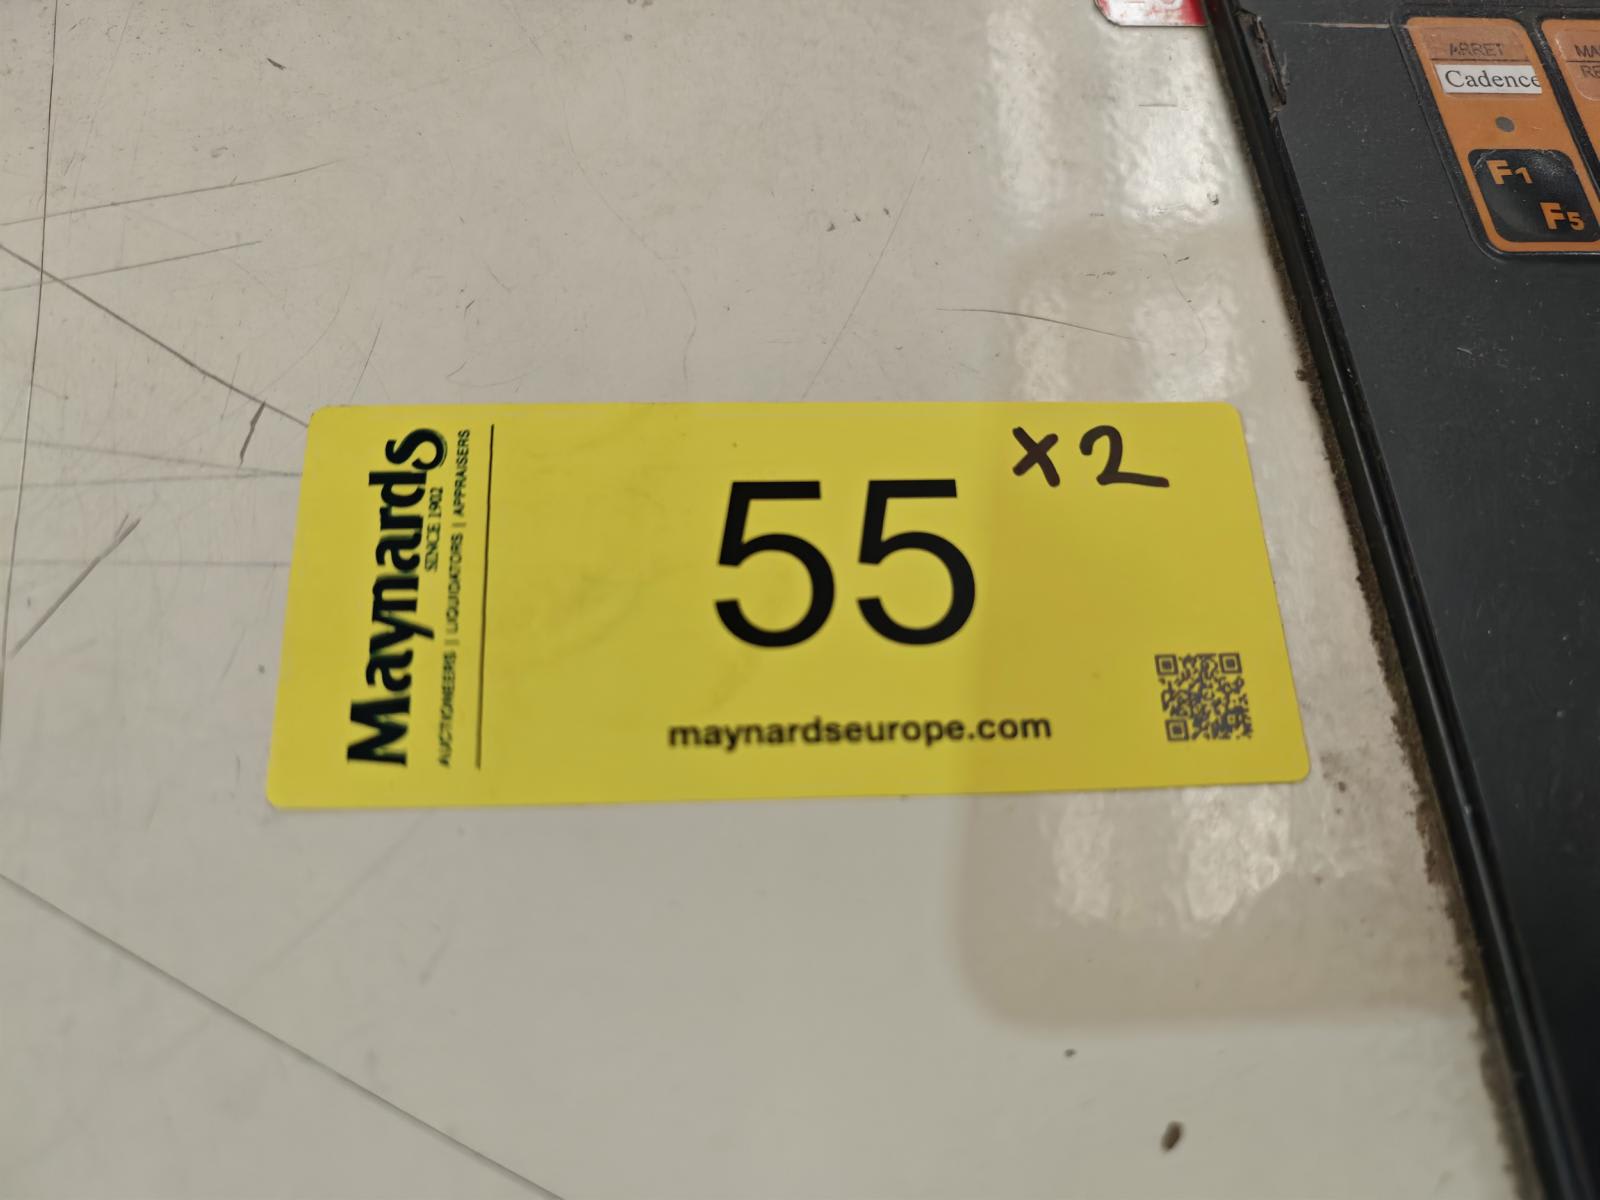 ARRET
Cadence
F1
F5
x2
55
Maynards
SINCE 1902
AUCTIONEERS | LIQUIDATORS | APPRAISERS
maynardseurope.com